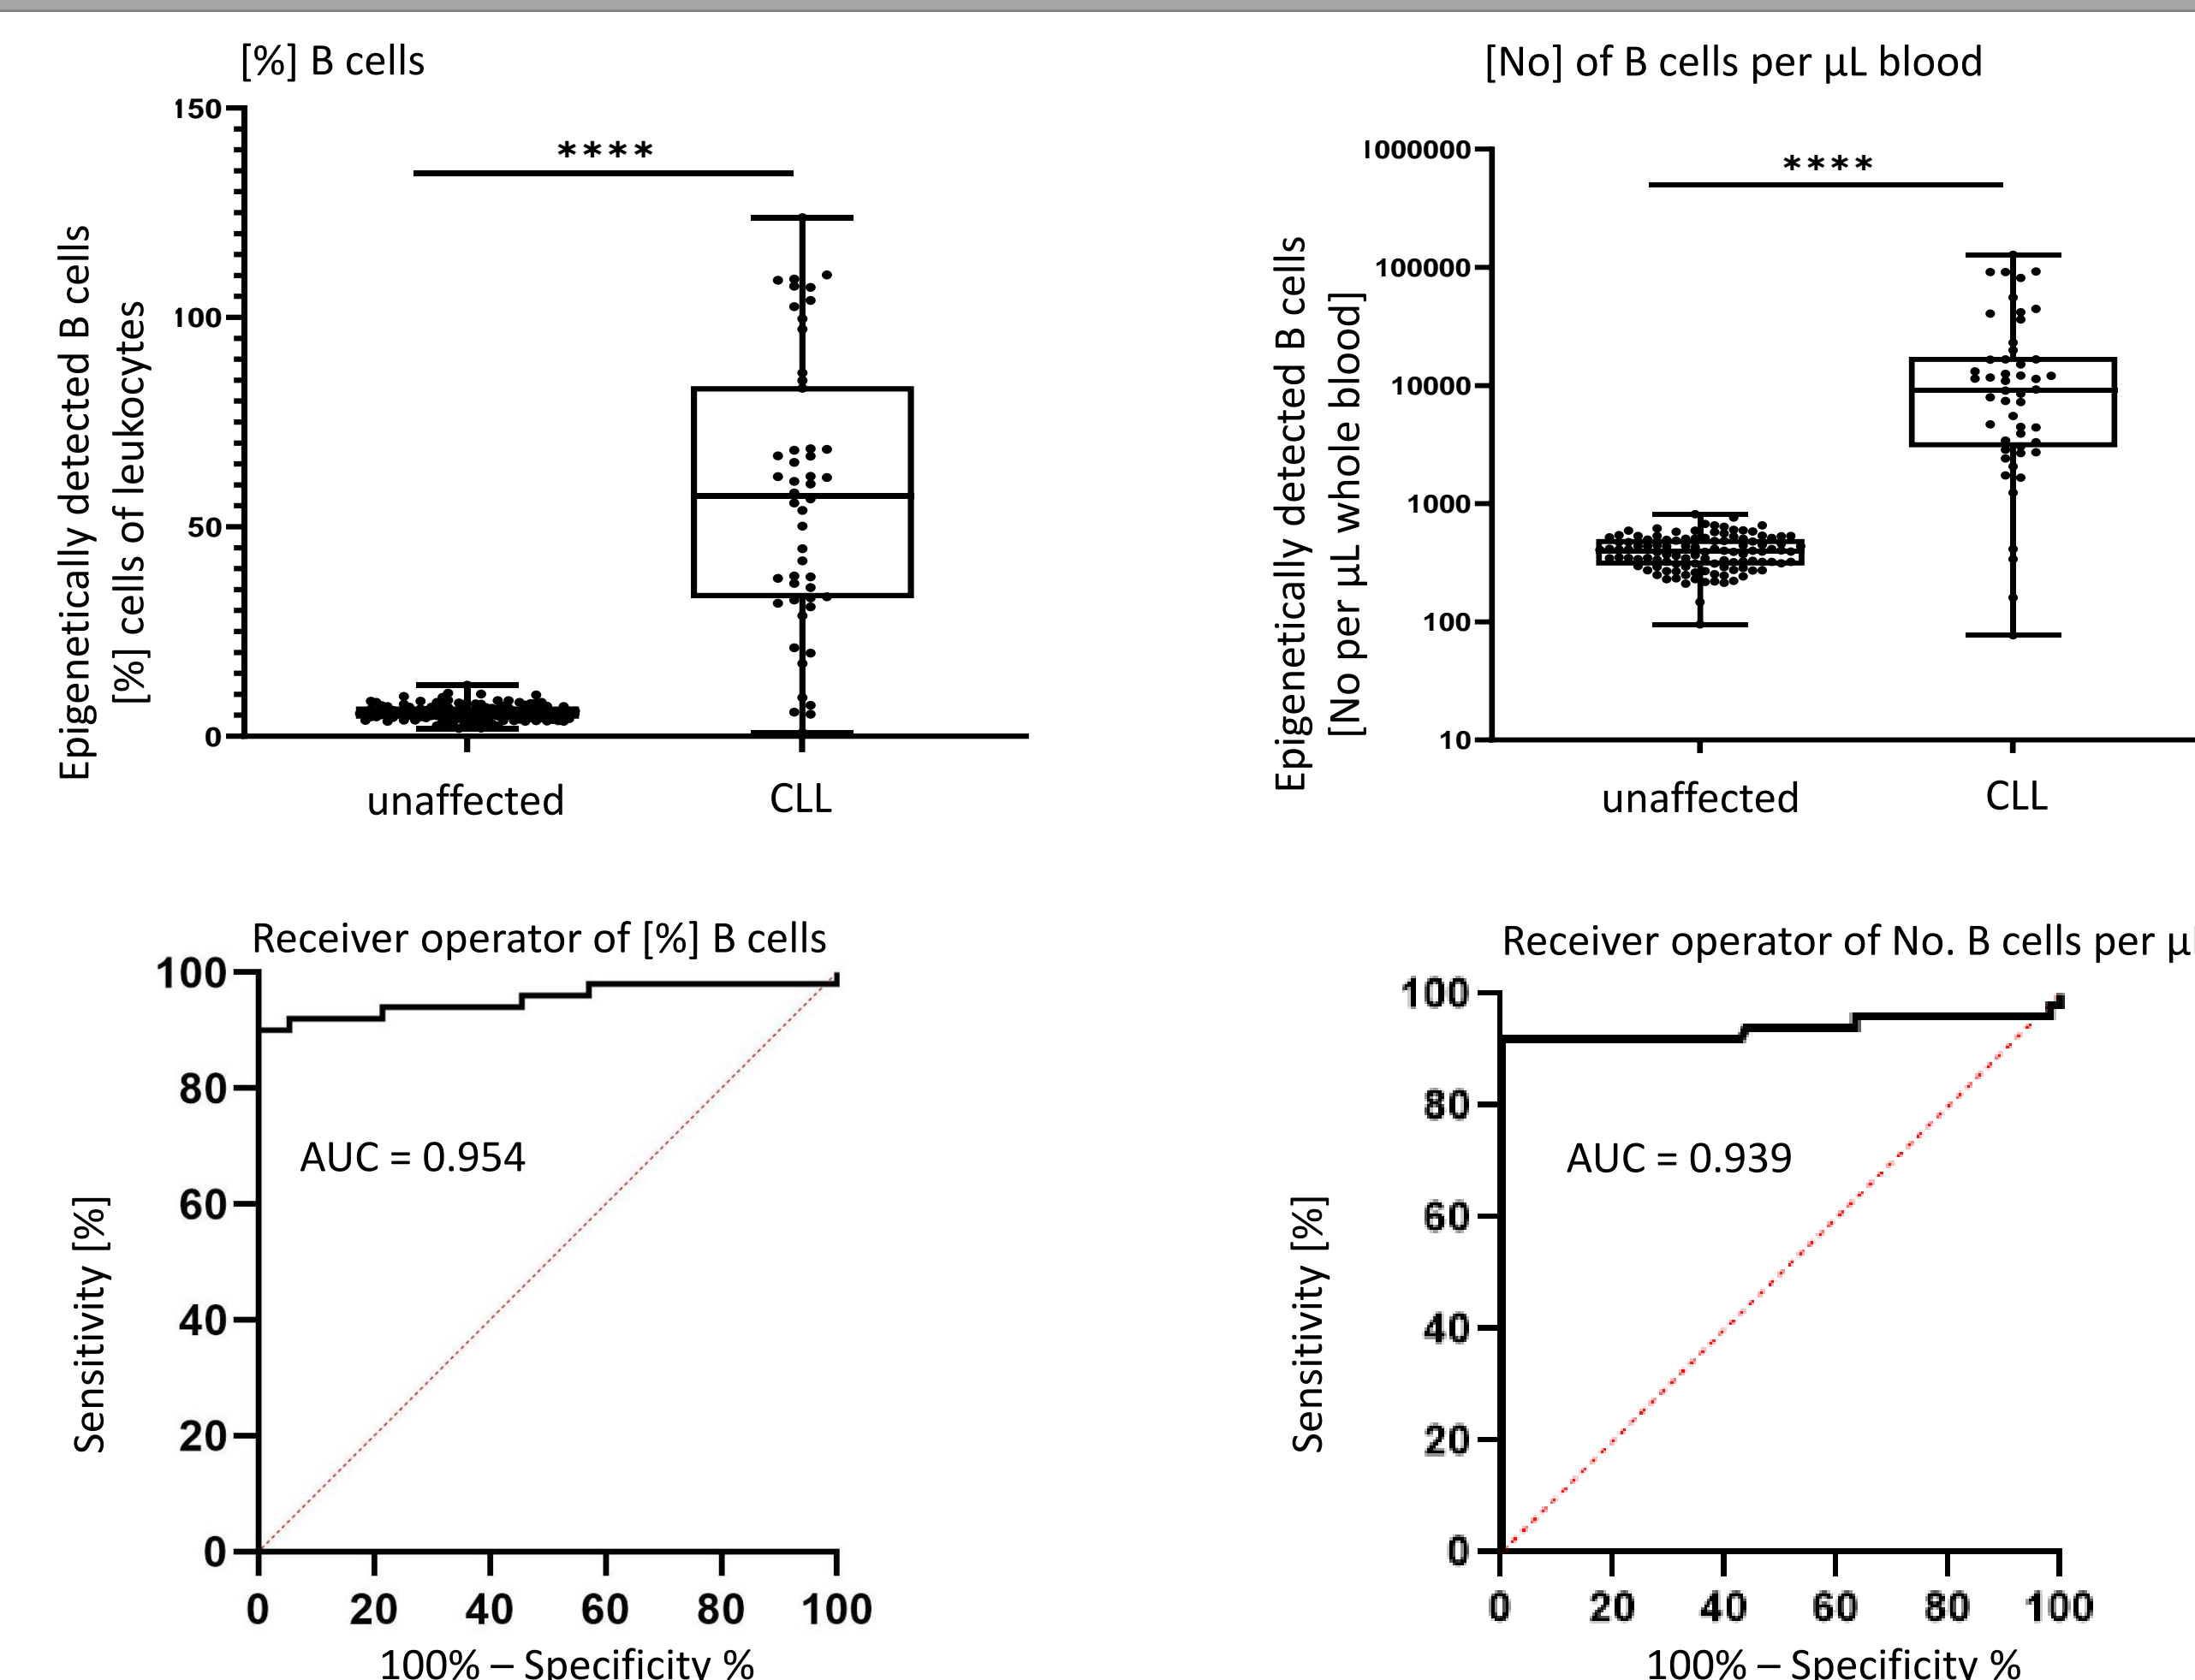 [%] B cells
150
100
50
0
****
Epigenetically detected B cells
[%] cells of leukocytes
unaffected
CLL
[No] of B cells per µL blood
1000000
100000
10000
1000
100
10
****
Epigenetically detected B cells
[No per µL whole blood]
unaffected
CLL
Receiver operator of [%] B cells
100
80
60
40
20
0
AUC = 0.954
Sensitivity [%]
0 20 40 60 80 100
100% – Specificity %
Receiver operator of No. B cells per µL
100
80
60
40
20
0
AUC = 0.939
Sensitivity [%]
0 20 40 60 80 100
100% – Specificity %